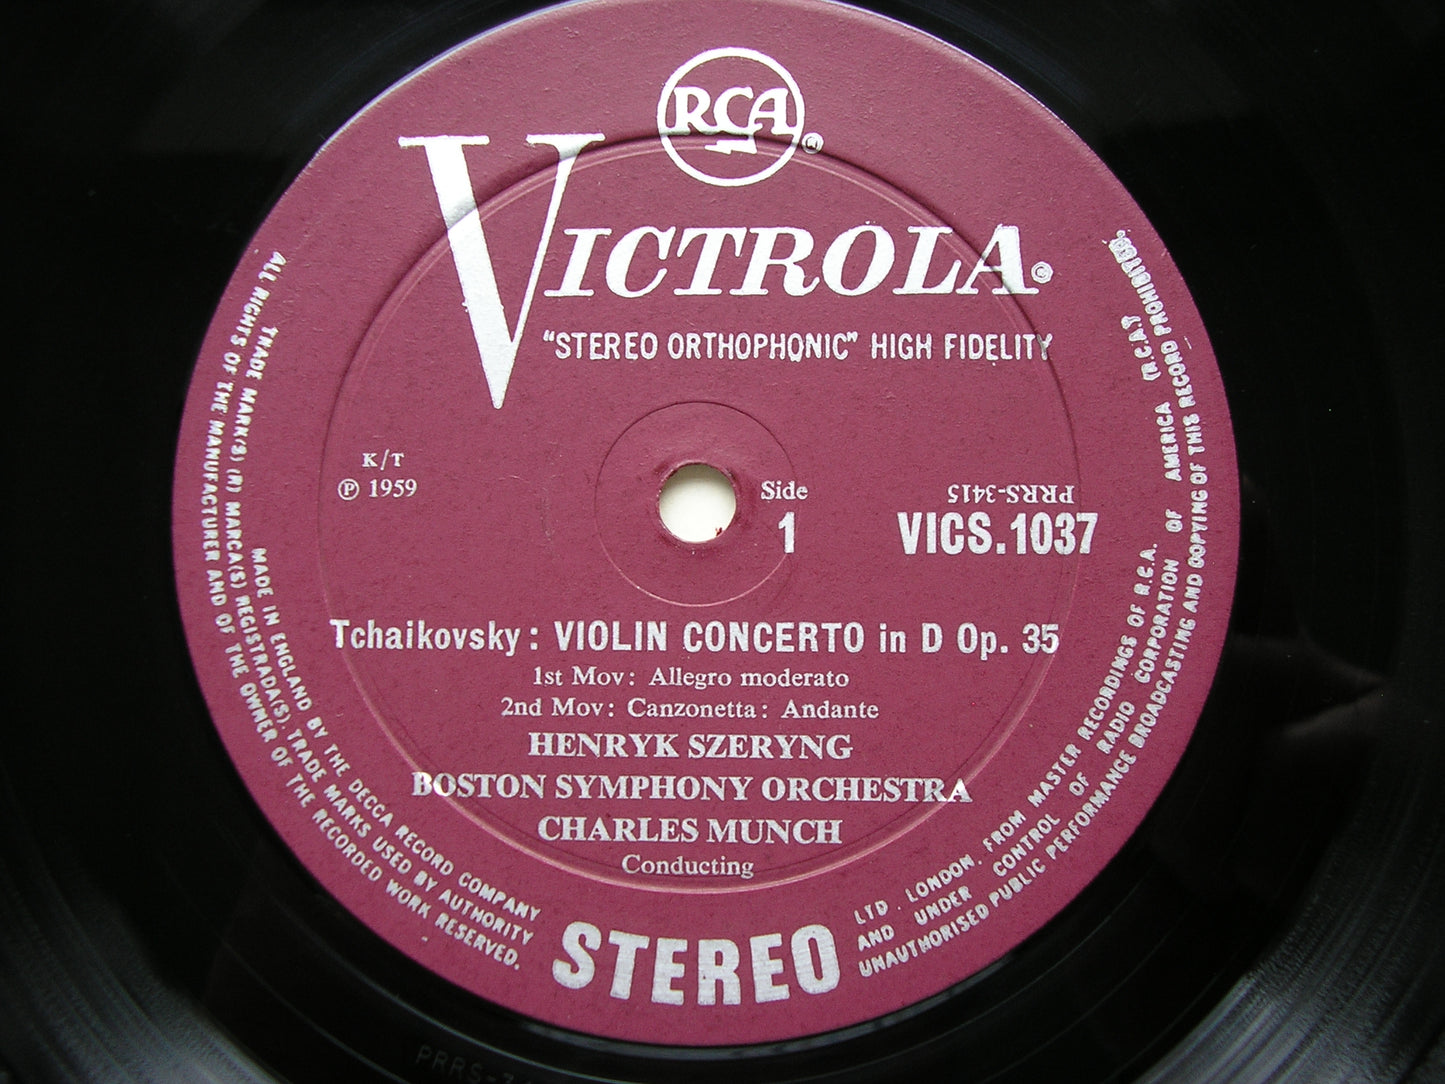 RCA
VICTROLA©
"STEREO ORTHOPHONIC" HIGH FIDELITY
K/T
℗ 1959
Side
1
PRRS-3415
VICS.1037
Tchaikovsky: VIOLIN CONCERTO in D Op. 35
1st Mov: Allegro moderato
2nd Mov: Canzonetta: Andante
HENRYK SZERYNG
BOSTON SYMPHONY ORCHESTRA
CHARLES MUNCH
Conducting
STEREO
MADE IN ENGLAND BY THE DECCA RECORD COMPANY LTD. LONDON, FROM MASTER RECORDINGS OF R.C.A.
TRADE MARK(S) (R) MARCA(S) REGISTRADA(S), TRADE MARKS USED BY AUTHORITY AND UNDER CONTROL OF RADIO CORPORATION OF AMERICA (R.C.A.)
ALL RIGHTS OF THE MANUFACTURER AND OF THE OWNER OF THE RECORDED WORK RESERVED. UNAUTHORISED PUBLIC PERFORMANCE BROADCASTING AND COPYING OF THIS RECORD PROHIBITED.
PRRS-3